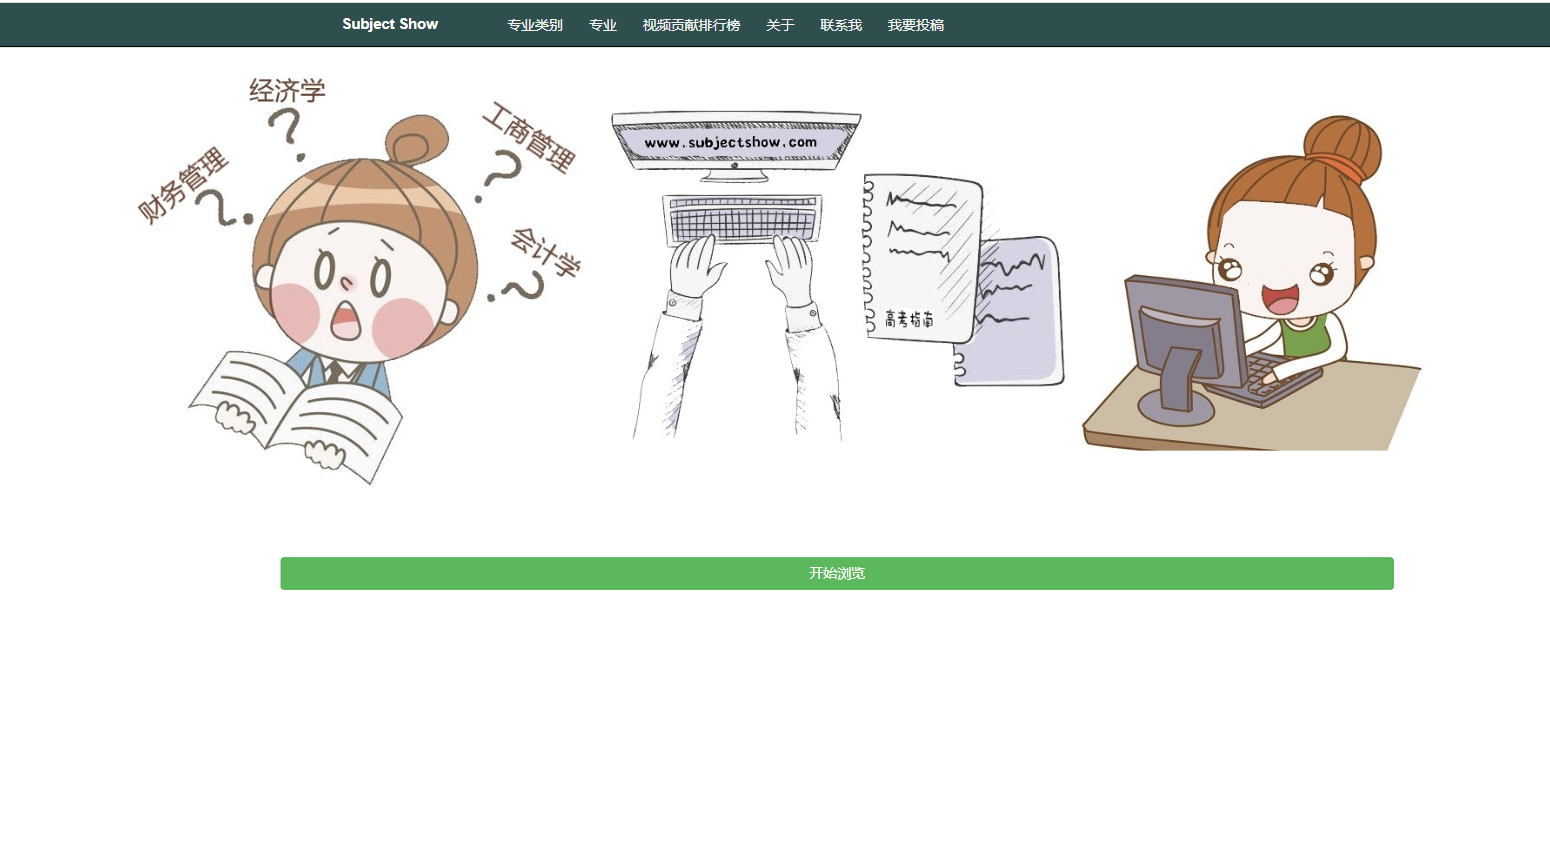 Subject Show 专业类别 专业 视频贡献排行榜 关于 联系我 我要投稿
经济学
工商管理
财务管理
会计学
www.subjectshow.com
高考指南
开始浏览